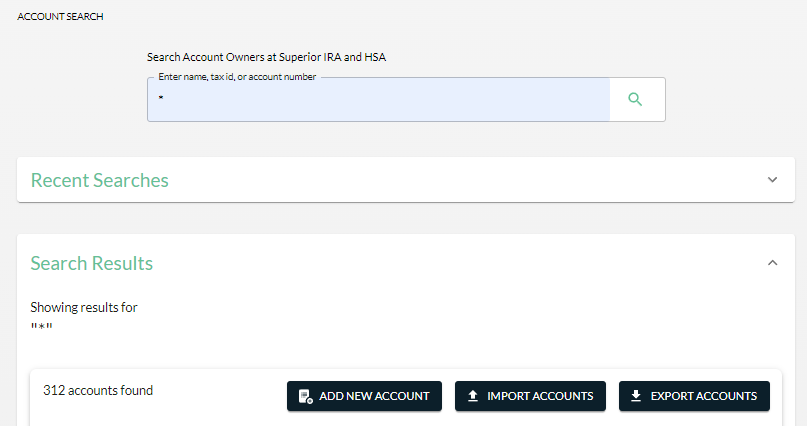 ACCOUNT SEARCH
Search Account Owners at Superior IRA and HSA
Enter name, tax id, or account number
*
Recent Searches
Search Results
Showing results for
"*"
312 accounts found
ADD NEW ACCOUNT
IMPORT ACCOUNTS
EXPORT ACCOUNTS